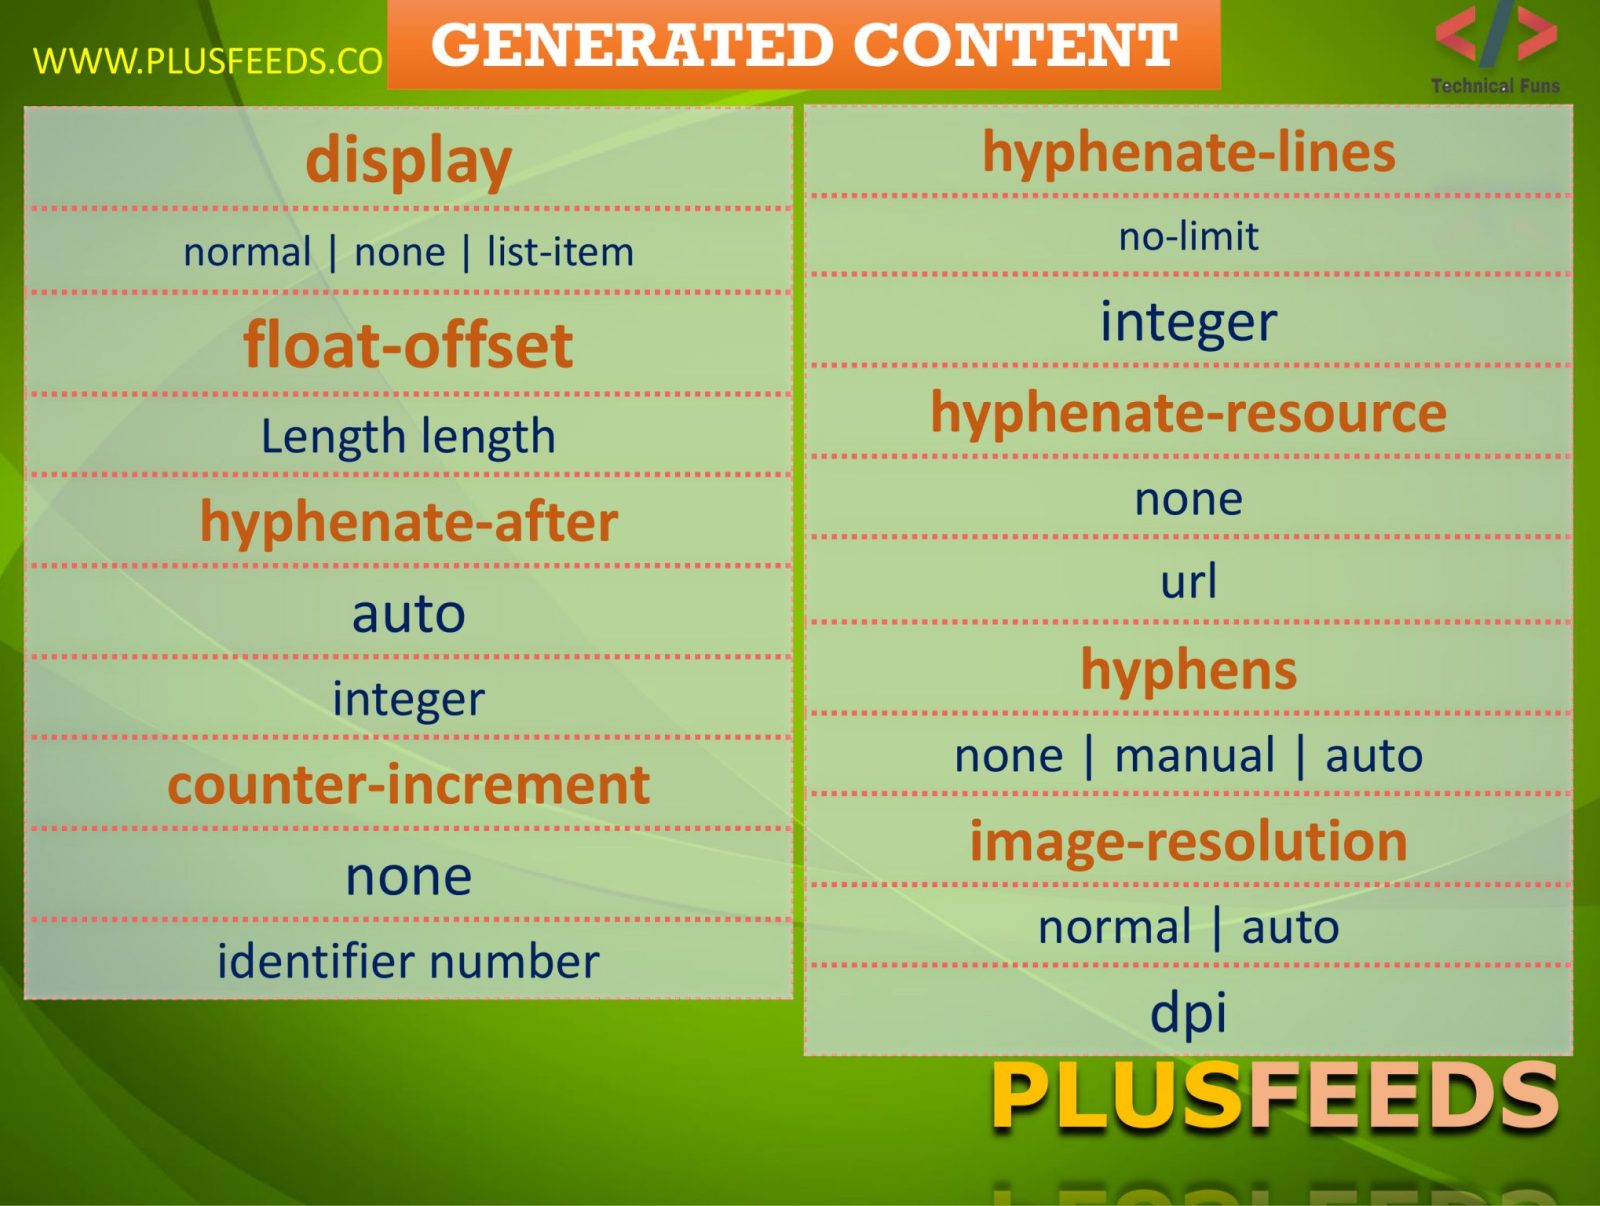 WWW.PLUSFEEDS.CO
GENERATED CONTENT
Technical Funs
display
normal | none | list-item
float-offset
Length length
hyphenate-after
auto
integer
counter-increment
none
identifier number
hyphenate-lines
no-limit
integer
hyphenate-resource
none
url
hyphens
none | manual | auto
image-resolution
normal | auto
dpi
PLUSFEEDS